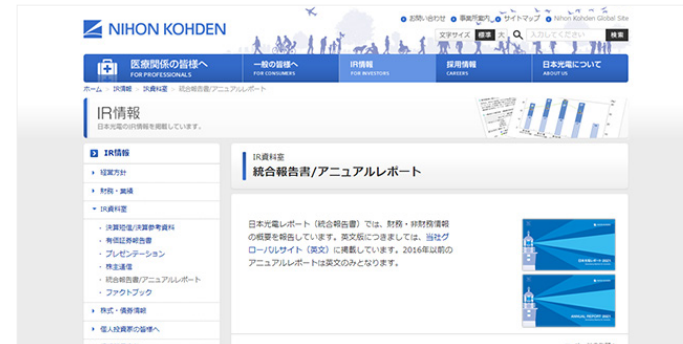 NIHON KOHDEN
お問い合わせ 事業所案内 サイトマップ Nihon Kohden Global Site
文字サイズ 標準 大 入力してください 検索
医療関係の皆様へ
FOR PROFESSIONALS
一般の皆様へ
FOR CONSUMERS
IR情報
FOR INVESTORS
採用情報
CAREERS
日本光電について
ABOUT US
ホーム > IR情報 > IR資料室 > 統合報告書/アニュアルレポート
IR情報
日本光電のIR情報を掲載しています。
IR情報
経営方針
財務・業績
IR資料室
決算短信/決算参考資料
有価証券報告書
プレゼンテーション
株主通信
統合報告書/アニュアルレポート
ファクトブック
株式・債券情報
個人投資家の皆様へ
IR資料室
統合報告書/アニュアルレポート
日本光電レポート(統合報告書)では、財務・非財務情報
の概要を報告しています。英文版につきましては、当社グ
ローバルサイト(英文)に掲載しています。2016年以前の
アニュアルレポートは英文のみとなります。
ANNUAL REPORT 2021